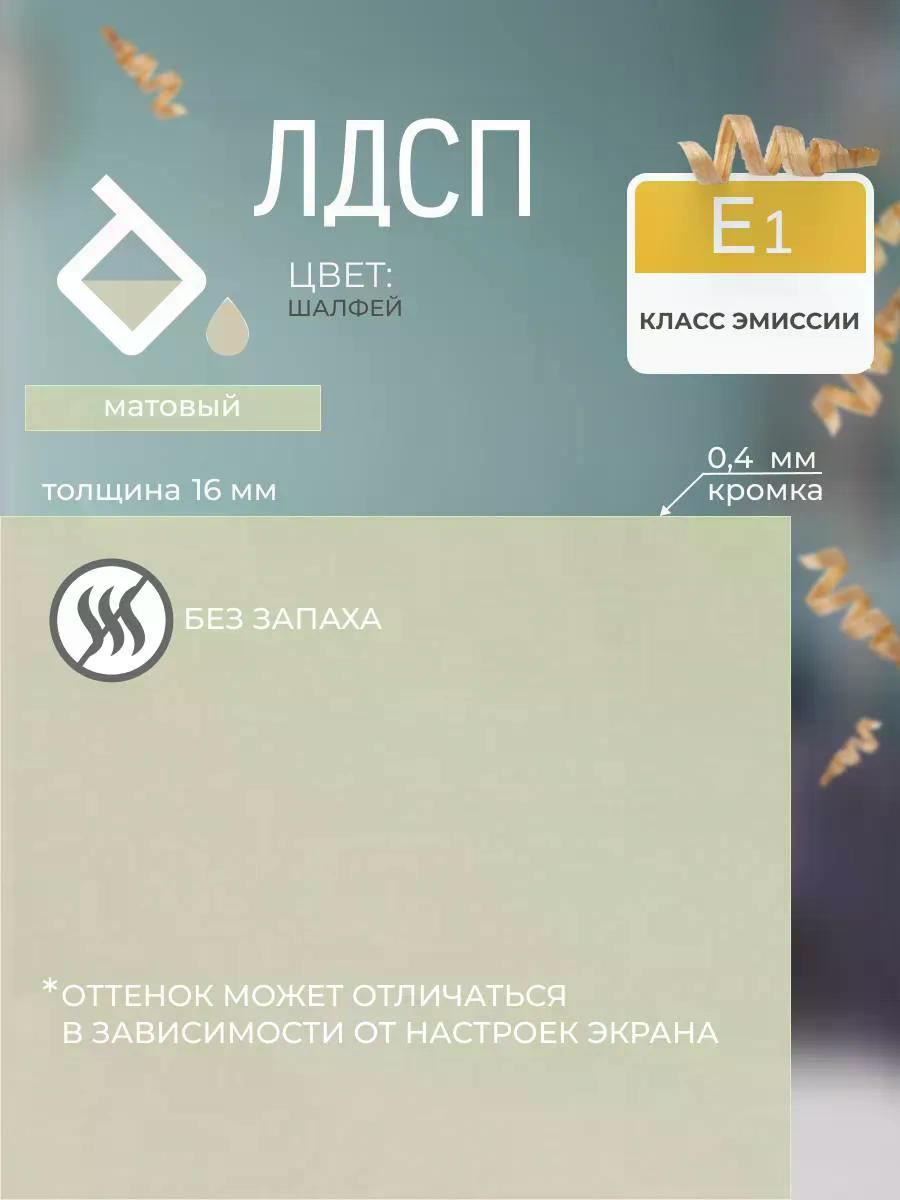 ЛДСП
ЦВЕТ:
ШАЛФЕЙ
E1
КЛАСС ЭМИССИИ
матовый
толщина 16 мм
0,4 мм
кромка
БЕЗ ЗАПАХА
*ОТТЕНОК МОЖЕТ ОТЛИЧАТЬСЯ
В ЗАВИСИМОСТИ ОТ НАСТРОЕК ЭКРАНА